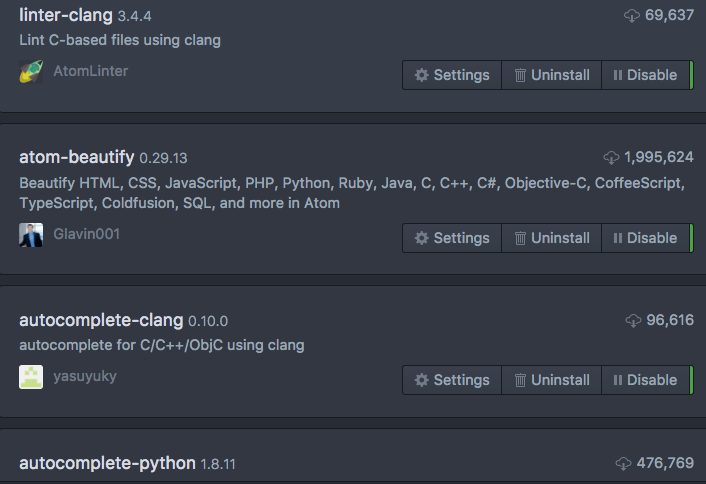 linter-clang 3.4.4 69,637
Lint C-based files using clang
AtomLinter
Settings Uninstall Disable
atom-beautify 0.29.13 1,995,624
Beautify HTML, CSS, JavaScript, PHP, Python, Ruby, Java, C, C++, C#, Objective-C, CoffeeScript,
TypeScript, Coldfusion, SQL, and more in Atom
Glavin001
Settings Uninstall Disable
autocomplete-clang 0.10.0 96,616
autocomplete for C/C++/ObjC using clang
yasuyuky
Settings Uninstall Disable
autocomplete-python 1.8.11 476,769